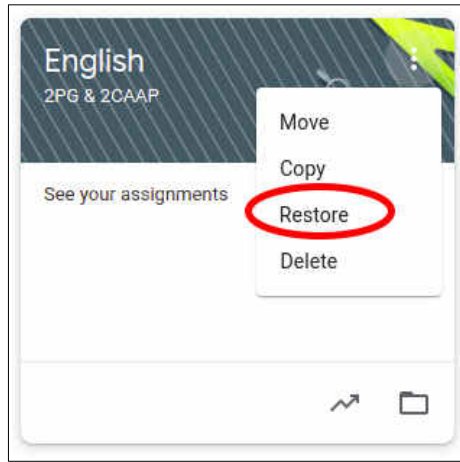 English
2PG & 2CAAP
Move
Copy
See your assignments
Restore
Delete